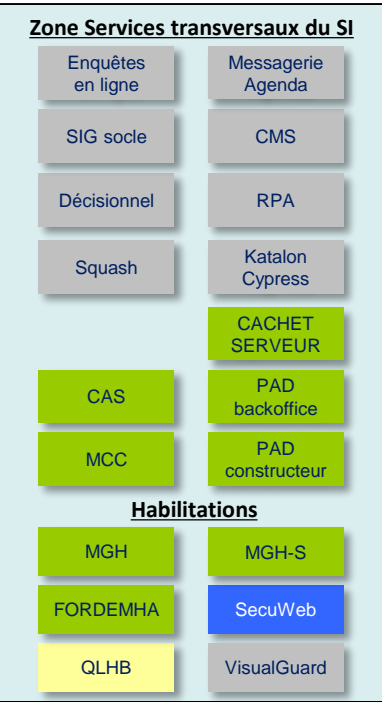 Zone Services transversaux du SI
Enquêtes
en ligne
Messagerie
Agenda
SIG socle
CMS
Décisionnel
RPA
Squash
Katalon
Cypress
CACHET
SERVEUR
CAS
PAD
backoffice
MCC
PAD
constructeur
Habilitations
MGH
MGH-S
FORDEMHA
SecuWeb
QLHB
VisualGuard